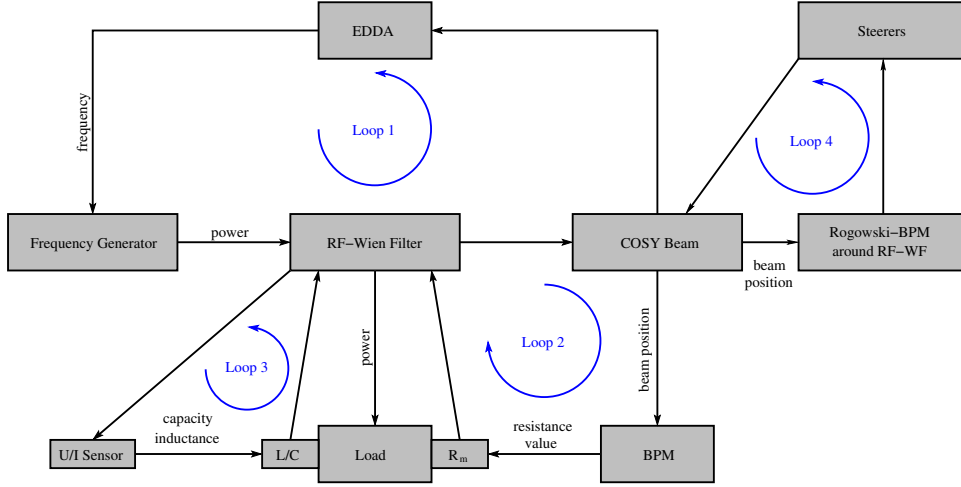 EDDA
Steerers
Loop 1
Loop 4
frequency
Frequency Generator
power
RF−Wien Filter
COSY Beam
beam
position
Rogowski−BPM
around RF−WF
Loop 3
power
Loop 2
beam position
capacity
inductance
resistance
value
U/I Sensor
L/C
Load
Rm
BPM